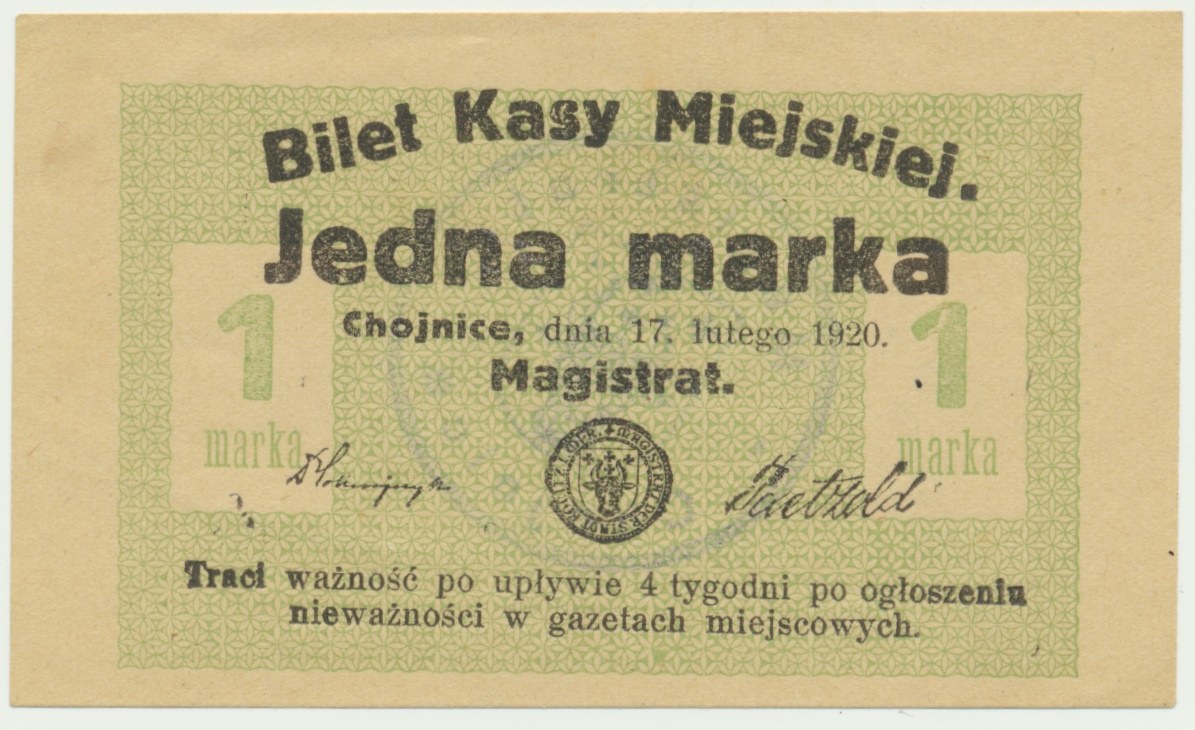 Bilet Kasy Miejskiej.
Jedna marka
Chojnice, dnia 17. lutego 1920.
Magistrat.
1
marka
1
marka
Traci ważność po upływie 4 tygodni po ogłoszeniu
nieważności w gazetach miejscowych.